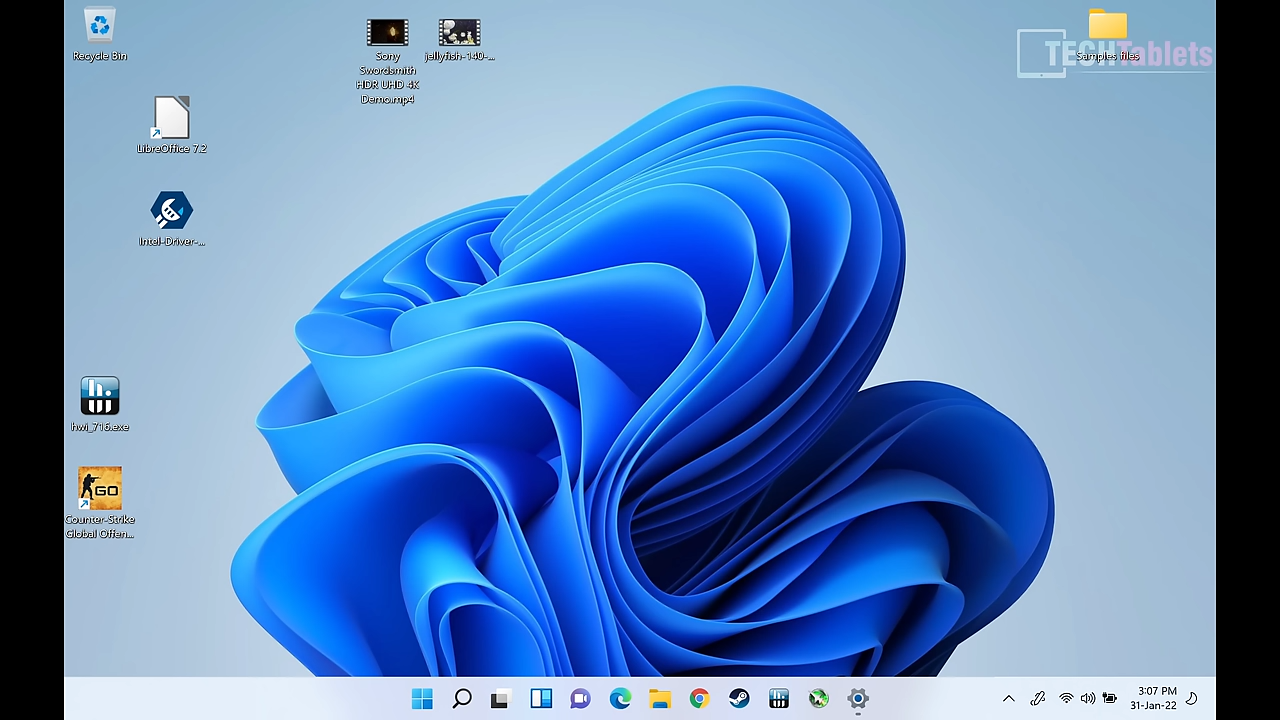 Recycle Bin
Sony
Swordsmith
HDR UHD 4K
Demo.mp4
jellyfish-140-...
TECHTablets
Samples files
LibreOffice 7.2
Intel-Driver-...
hwi_716.exe
GO
Counter-Strike
Global Offen...
3:07 PM
31-Jan-22